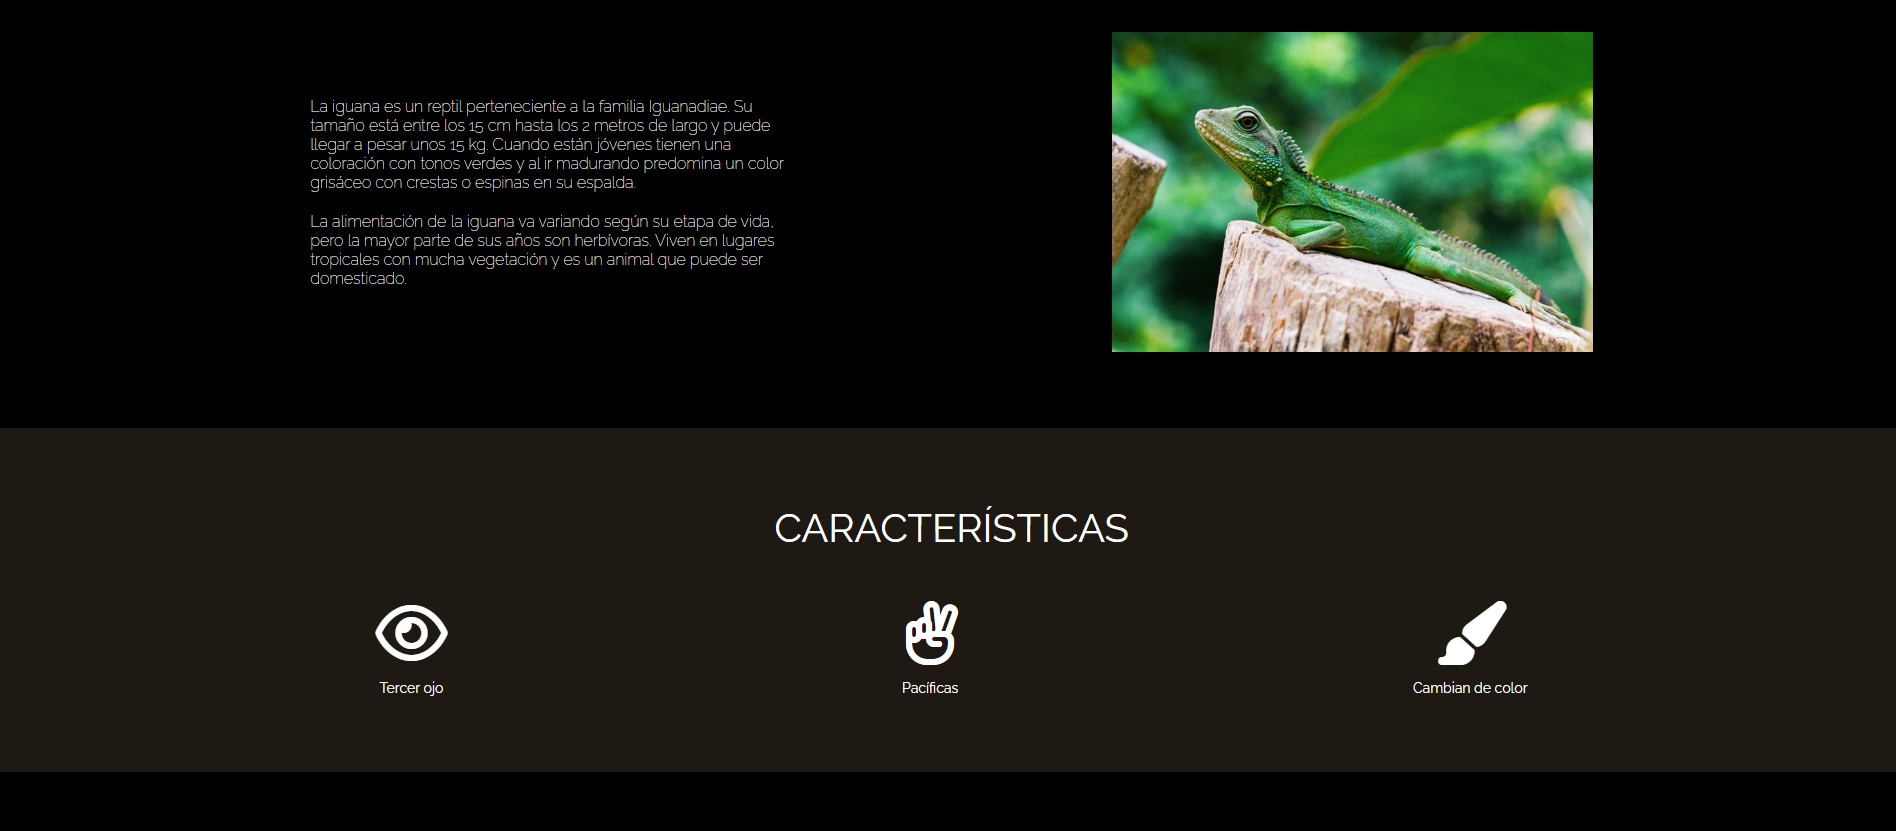 La iguana es un reptil perteneciente a la familia Iguanadiae. Su
tamaño está entre los 15 cm hasta los 2 metros de largo y puede
llegar a pesar unos 15 kg. Cuando están jóvenes tienen una
coloración con tonos verdes y al ir madurando predomina un color
grisáceo con crestas o espinas en su espalda.
La alimentación de la iguana va variando según su etapa de vida,
pero la mayor parte de sus años son herbívoras. Viven en lugares
tropicales con mucha vegetación y es un animal que puede ser
domesticado.
CARACTERÍSTICAS
Tercer ojo
Pacíficas
Cambian de color